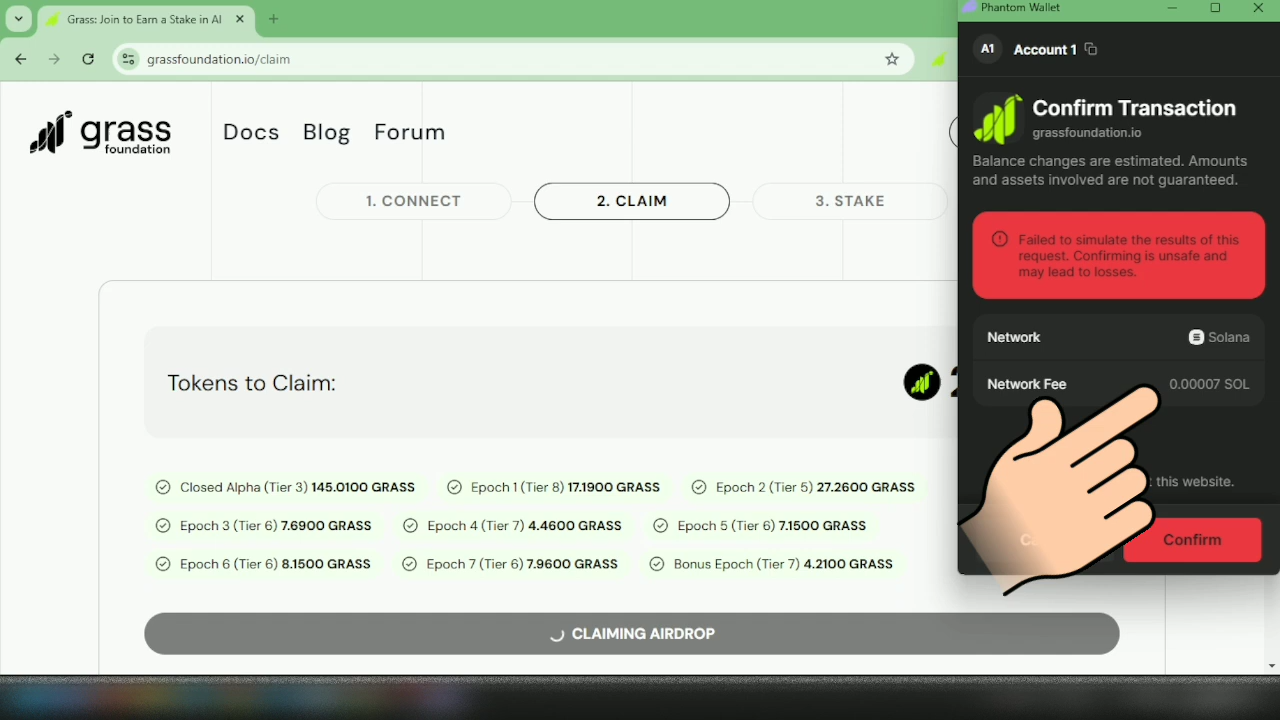 Grass: Join to Earn a Stake in AI
grassfoundation.io/claim
grass
foundation
Docs Blog Forum
1. CONNECT
2. CLAIM
3. STAKE
Tokens to Claim:
Closed Alpha (Tier 3) 145.0100 GRASS
Epoch 1 (Tier 8) 17.1900 GRASS
Epoch 2 (Tier 5) 27.2600 GRASS
Epoch 3 (Tier 6) 7.6900 GRASS
Epoch 4 (Tier 7) 4.4600 GRASS
Epoch 5 (Tier 6) 7.1500 GRASS
Epoch 6 (Tier 6) 8.1500 GRASS
Epoch 7 (Tier 6) 7.9600 GRASS
Bonus Epoch (Tier 7) 4.2100 GRASS
CLAIMING AIRDROP
Phantom Wallet
A1 Account 1
Confirm Transaction
grassfoundation.io
Balance changes are estimated. Amounts
and assets involved are not guaranteed.
Failed to simulate the results of this
request. Confirming is unsafe and
may lead to losses.
Network Solana
Network Fee 0.00007 SOL
this website.
Confirm